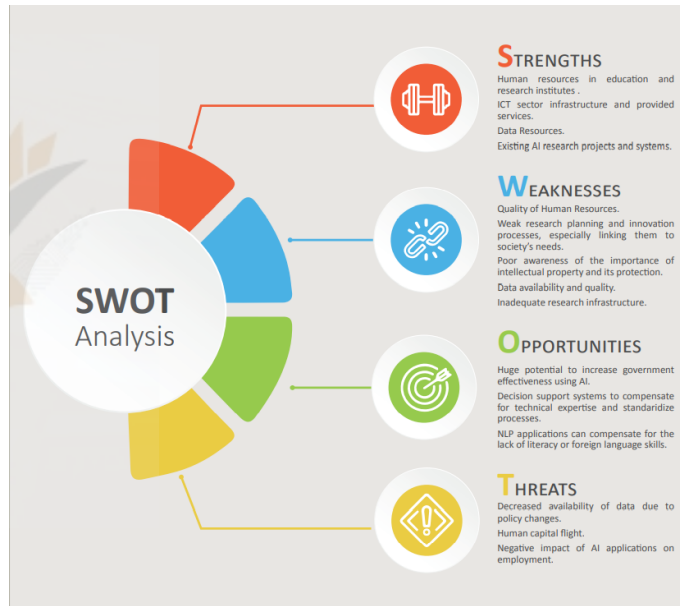 SWOT
Analysis
STRENGTHS
Human resources in education and
research institutes .
ICT sector infrastructure and provided
services.
Data Resources.
Existing AI research projects and systems.
WEAKNESSES
Quality of Human Resources.
Weak research planning and innovation
processes, especially linking them to
society's needs.
Poor awareness of the importance of
intellectual property and its protection.
Data availability and quality.
Inadequate research infrastructure.
OPPORTUNITIES
Huge potential to increase government
effectiveness using AI.
Decision support systems to compensate
for technical expertise and standardize
processes.
NLP applications can compensate for the
lack of literacy or foreign language skills.
THREATS
Decreased availability of data due to
policy changes.
Human capital flight.
Negative impact of AI applications on
employment.